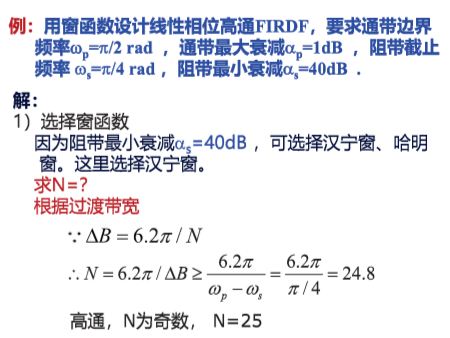 例：用窗函数设计线性相位高通FIRDF，要求通带边界
频率ωp=π/2 rad ，通带最大衰减αp=1dB ，阻带截止
频率 ωs=π/4 rad ，阻带最小衰减αs=40dB .
解：
1）选择窗函数
因为阻带最小衰减αs=40dB ，可选择汉宁窗、哈明
窗。这里选择汉宁窗。
求N=?
根据过渡带宽
∵ ΔB = 6.2π / N
∴ N = 6.2π / ΔB ≥ 6.2π / (ωp − ωs) = 6.2π / (π / 4) = 24.8
高通，N为奇数， N=25